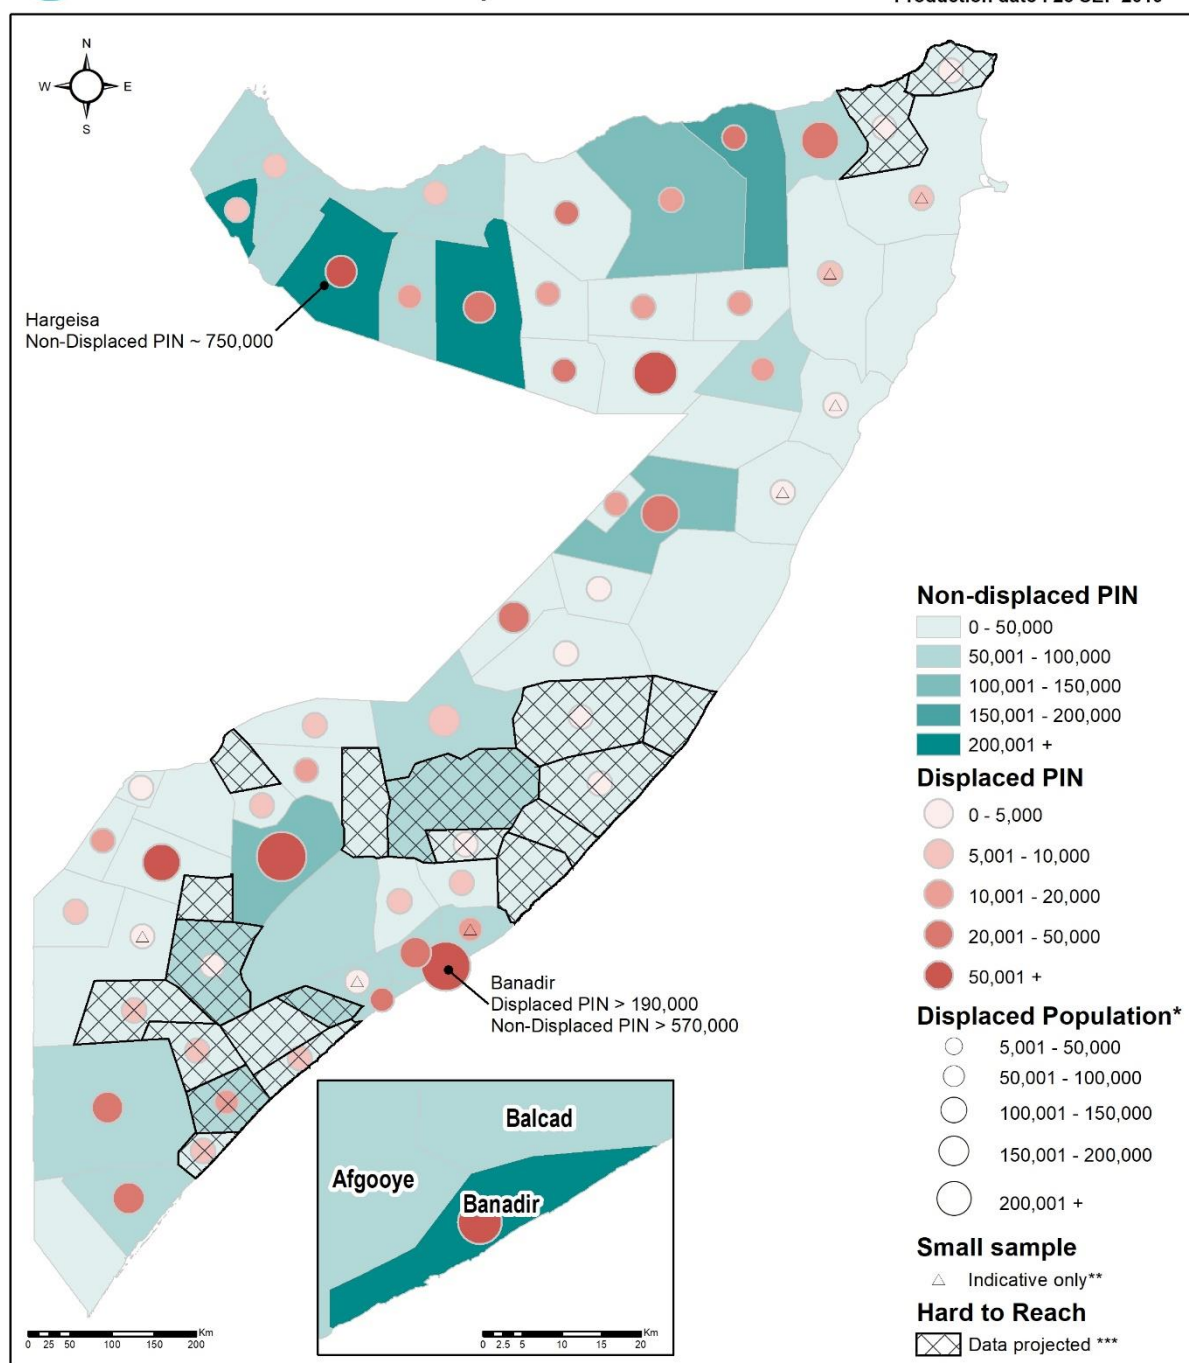 N
W E
S
Hargeisa
Non-Displaced PIN ~ 750,000
Non-displaced PIN
0 - 50,000
50,001 - 100,000
100,001 - 150,000
150,001 - 200,000
200,001 +
Displaced PIN
0 - 5,000
5,001 - 10,000
10,001 - 20,000
20,001 - 50,000
50,001 +
Banadir
Displaced PIN > 190,000
Non-Displaced PIN > 570,000
Displaced Population*
5,001 - 50,000
50,001 - 100,000
100,001 - 150,000
150,001 - 200,000
200,001 +
Small sample
Indicative only**
Hard to Reach
Data projected ***
Balcad
Afgooye
Banadir
Km
0 25 50 100 150 200
Km
0 2.5 5 10 15 20